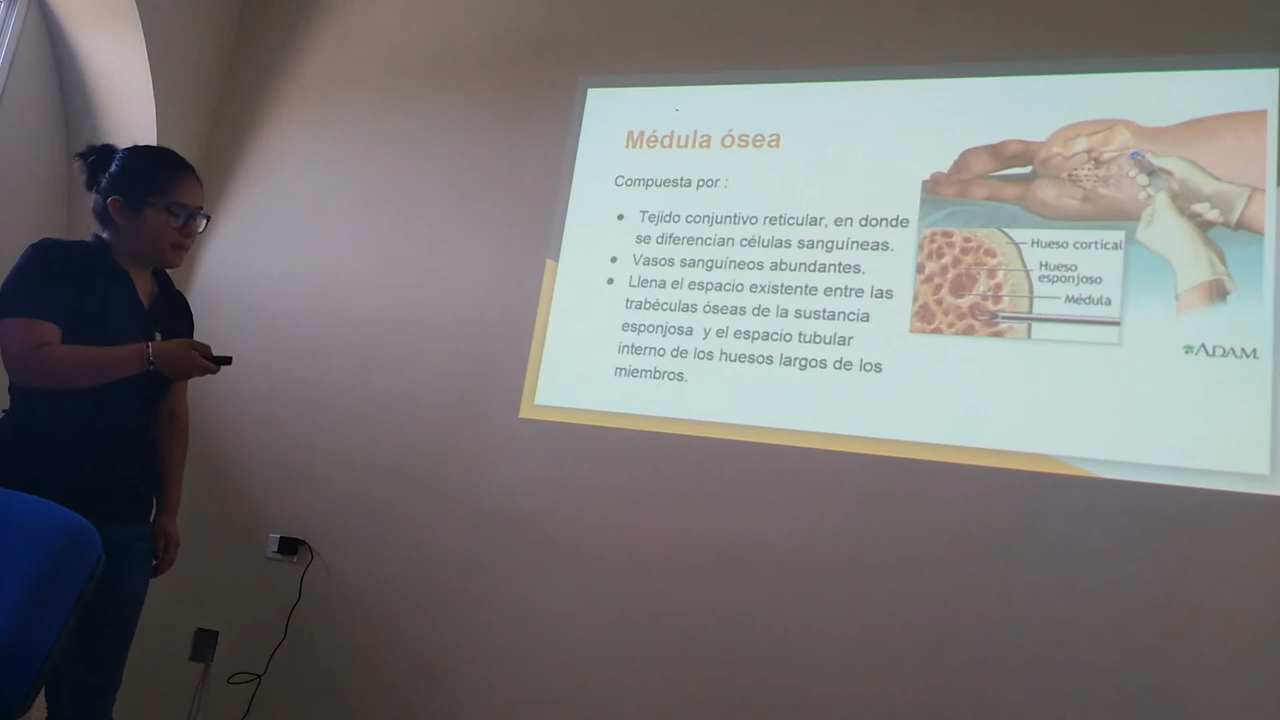 Médula ósea
Compuesta por :
● Tejido conjuntivo reticular, en donde
se diferencían células sanguíneas.
● Vasos sanguíneos abundantes.
● Llena el espacio existente entre las
trabéculas óseas de la sustancia
esponjosa y el espacio tubular
interno de los huesos largos de los
miembros.
Hueso cortical
Hueso
esponjoso
Médula
ADAM.